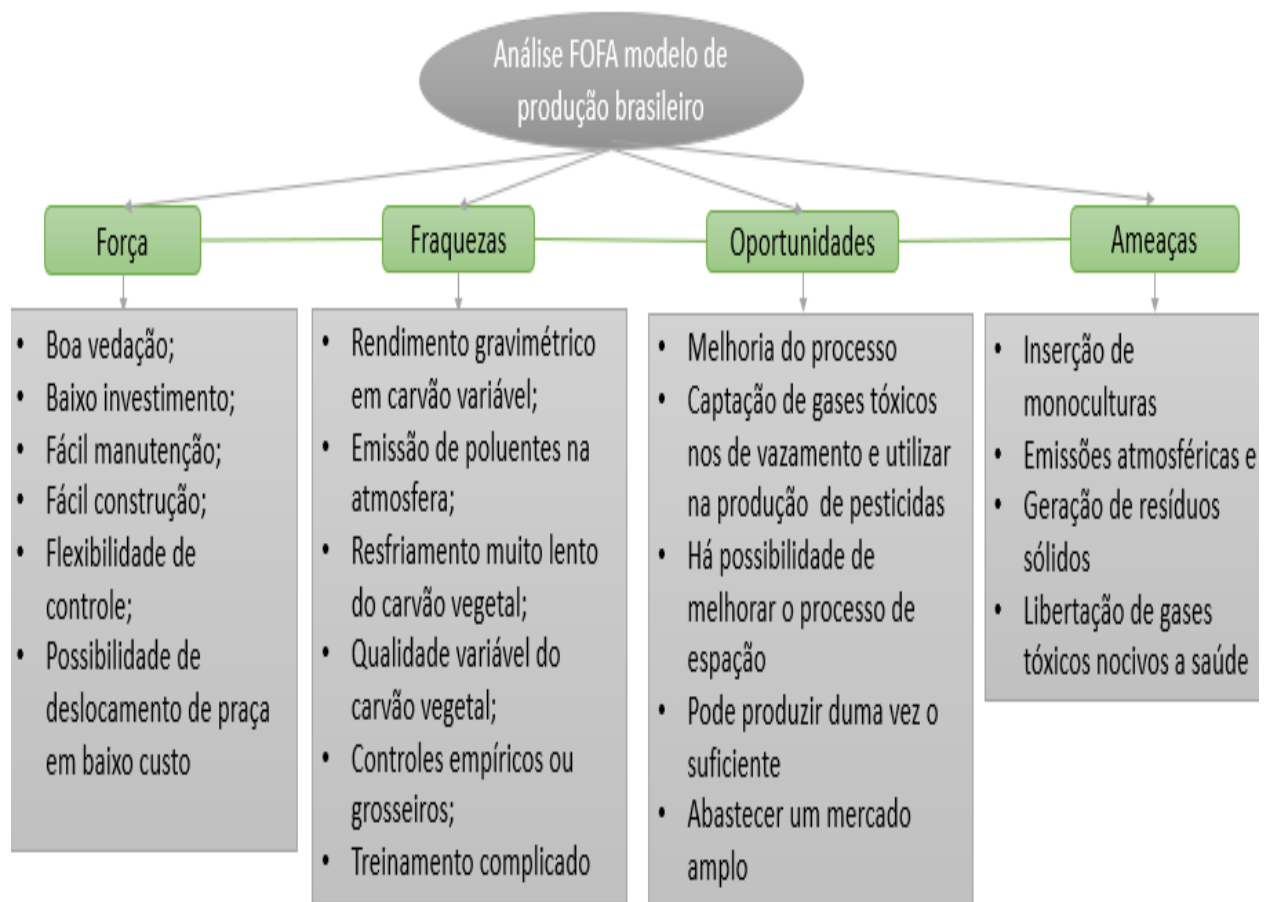 Análise FOFA modelo de
produção brasileiro
Força
Fraquezas
Oportunidades
Ameaças
• Boa vedação;
• Baixo investimento;
• Fácil manutenção;
• Fácil construção;
• Flexibilidade de
controle;
• Possibilidade de
deslocamento de praça
em baixo custo
• Rendimento gravimétrico
em carvão variável;
• Emissão de poluentes na
atmosfera;
• Resfriamento muito lento
do carvão vegetal;
• Qualidade variável do
carvão vegetal;
• Controles empíricos ou
grosseiros;
• Treinamento complicado
• Melhoria do processo
• Captação de gases tóxicos
nos de vazamento e utilizar
na produção de pesticidas
• Há possibilidade de
melhorar o processo de
espação
• Pode produzir duma vez o
suficiente
• Abastecer um mercado
amplo
• Inserção de
monoculturas
• Emissões atmosféricas e
• Geração de resíduos
sólidos
• Libertação de gases
tóxicos nocivos a saúde